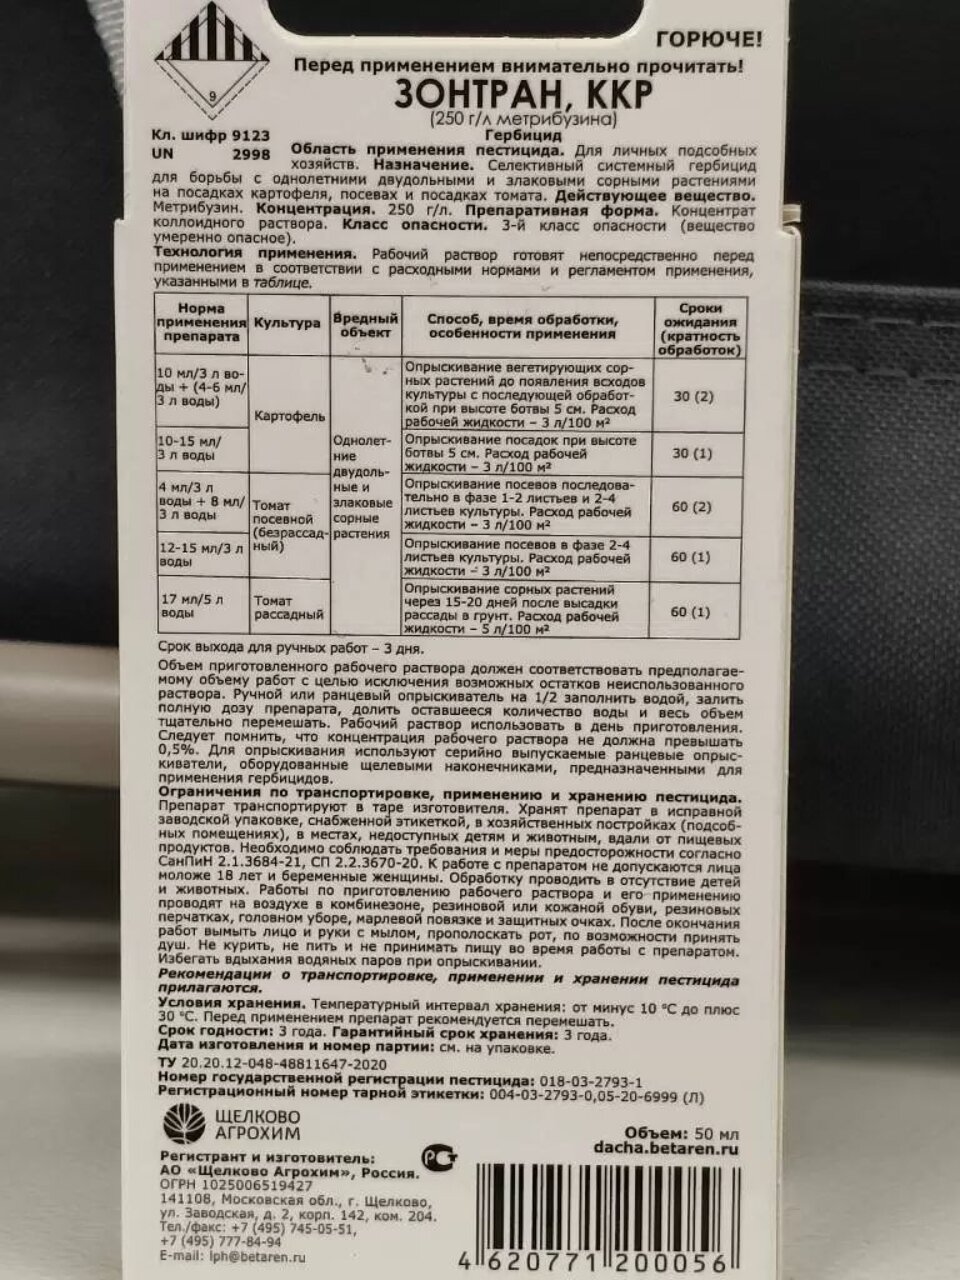 ГОРЮЧЕ!
Перед применением внимательно прочитать!
ЗОНТРАН, ККР
(250 г/л метрибузина)
Гербицид
9
Кл. шифр 9123
UN 2998
Область применения пестицида. Для личных подсобных
хозяйств. Назначение. Селективный системный гербицид
для борьбы с однолетними двудольными и злаковыми сорными растениями
на посадках картофеля, посевах и посадках томата. Действующее вещество.
Метрибузин. Концентрация. 250 г/л. Препаративная форма. Концентрат
коллоидного раствора. Класс опасности. 3-й класс опасности (вещество
умеренно опасное).
Технология применения. Рабочий раствор готовят непосредственно перед
применением в соответствии с расходными нормами и регламентом применения,
указанными в таблице.
Норма
применения
препарата
Культура
Вредный
объект
Способ, время обработки,
особенности применения
Сроки
ожидания
(кратность
обработок)
10 мл/3 л во-
ды + (4-6 мл/
3 л воды)
Картофель
Однолет-
ние
двудоль-
ные и
злаковые
сорные
растения
Опрыскивание вегетирующих сор-
ных растений до появления всходов
культуры с последующей обработ-
кой при высоте ботвы 5 см. Расход
рабочей жидкости – 3 л/100 м²
30 (2)
10-15 мл/
3 л воды
Опрыскивание посадок при высоте
ботвы 5 см. Расход рабочей
жидкости – 3 л/100 м²
30 (1)
4 мл/3 л
воды + 8 мл/
3 л воды
Томат
посевной
(безрассад-
ный)
Опрыскивание посевов последова-
тельно в фазе 1-2 листьев и 2-4
листьев культуры. Расход рабочей
жидкости – 3 л/100 м²
60 (2)
12-15 мл/3 л
воды
Опрыскивание посевов в фазе 2-4
листьев культуры. Расход рабочей
жидкости – 3 л/100 м²
60 (1)
17 мл/5 л
воды
Томат
рассадный
Опрыскивание сорных растений
через 15-20 дней после высадки
рассады в грунт. Расход рабочей
жидкости – 5 л/100 м²
60 (1)
Срок выхода для ручных работ – 3 дня.
Объем приготовленного рабочего раствора должен соответствовать предполагае-
мому объему работ с целью исключения возможных остатков неиспользованного
раствора. Ручной или ранцевый опрыскиватель на 1/2 заполнить водой, залить
полную дозу препарата, долить оставшееся количество воды и весь объем
тщательно перемешать. Рабочий раствор использовать в день приготовления.
Следует помнить, что концентрация рабочего раствора не должна превышать
0,5%. Для опрыскивания используют серийно выпускаемые ранцевые опрыс-
киватели, оборудованные щелевыми наконечниками, предназначенными для
применения гербицидов.
Ограничения по транспортировке, применению и хранению пестицида.
Препарат транспортируют в таре изготовителя. Хранят препарат в исправной
заводской упаковке, снабженной этикеткой, в хозяйственных постройках (подсоб-
ных помещениях), в местах, недоступных детям и животным, вдали от пищевых
продуктов. Необходимо соблюдать требования и меры предосторожности согласно
СанПиН 2.1.3684-21, СП 2.2.3670-20. К работе с препаратом не допускаются лица
моложе 18 лет и беременные женщины. Обработку проводить в отсутствие детей
и животных. Работы по приготовлению рабочего раствора и его применению
проводят на воздухе в комбинезоне, резиновой или кожаной обуви, резиновых
перчатках, головном уборе, марлевой повязке и защитных очках. После окончания
работ вымыть лицо и руки с мылом, прополоскать рот, по возможности принять
душ. Не курить, не пить и не принимать пищу во время работы с препаратом.
Избегать вдыхания водяных паров при опрыскивании.
Рекомендации о транспортировке, применении и хранении пестицида
прилагаются.
Условия хранения. Температурный интервал хранения: от минус 10 °С до плюс
30 °С. Перед применением препарат рекомендуется перемешать.
Срок годности: 3 года. Гарантийный срок хранения: 3 года.
Дата изготовления и номер партии: см. на упаковке.
ТУ 20.20.12-048-48811647-2020
Номер государственной регистрации пестицида: 018-03-2793-1
Регистрационный номер тарной этикетки: 004-03-2793-0,05-20-6999 (Л)
ЩЕЛКОВО
АГРОХИМ
Объем: 50 мл
dacha.betaren.ru
Регистрант и изготовитель:
АО «Щелково Агрохим», Россия.
ОГРН 1025006519427
141108, Московская обл., г. Щелково,
ул. Заводская, д. 2, корп. 142, ком. 204.
Тел./факс: +7 (495) 745-05-51,
+7 (495) 777-84-94
E-mail: lph@betaren.ru
РСТ
4 620771 200056